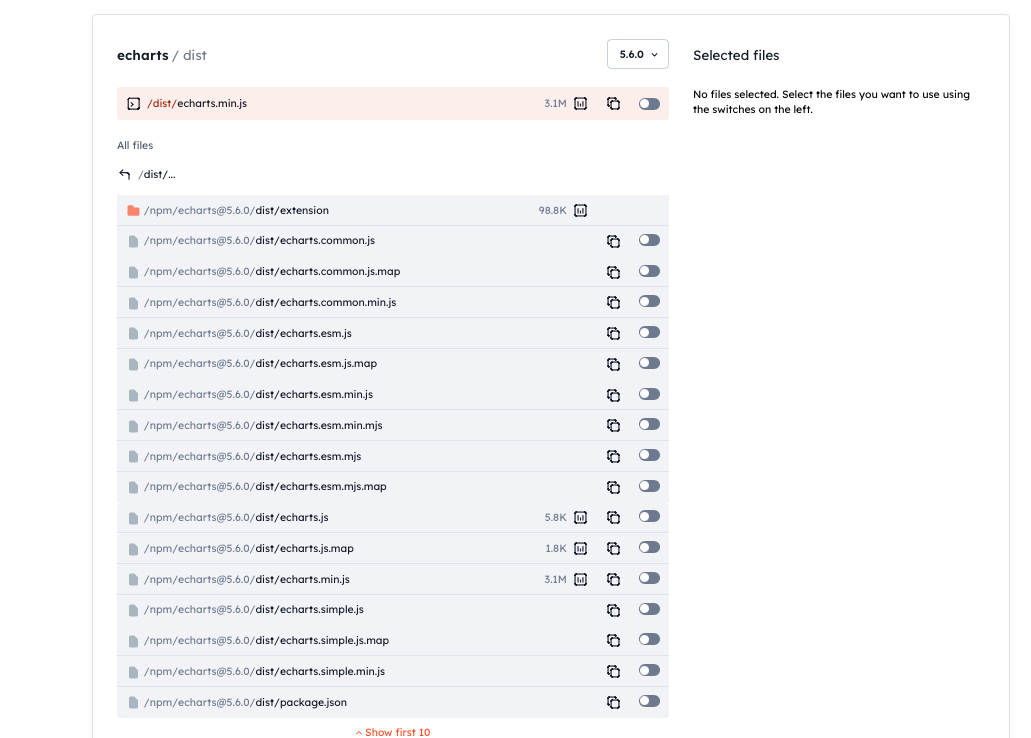 echarts / dist
5.6.0
Selected files
/dist/echarts.min.js
3.1M
No files selected. Select the files you want to use using
the switches on the left.
All files
/dist/...
/npm/echarts@5.6.0/dist/extension 98.8K
/npm/echarts@5.6.0/dist/echarts.common.js
/npm/echarts@5.6.0/dist/echarts.common.js.map
/npm/echarts@5.6.0/dist/echarts.common.min.js
/npm/echarts@5.6.0/dist/echarts.esm.js
/npm/echarts@5.6.0/dist/echarts.esm.js.map
/npm/echarts@5.6.0/dist/echarts.esm.min.js
/npm/echarts@5.6.0/dist/echarts.esm.min.mjs
/npm/echarts@5.6.0/dist/echarts.esm.mjs
/npm/echarts@5.6.0/dist/echarts.esm.mjs.map
/npm/echarts@5.6.0/dist/echarts.js 5.8K
/npm/echarts@5.6.0/dist/echarts.js.map 1.8K
/npm/echarts@5.6.0/dist/echarts.min.js 3.1M
/npm/echarts@5.6.0/dist/echarts.simple.js
/npm/echarts@5.6.0/dist/echarts.simple.js.map
/npm/echarts@5.6.0/dist/echarts.simple.min.js
/npm/echarts@5.6.0/dist/package.json
Show first 10